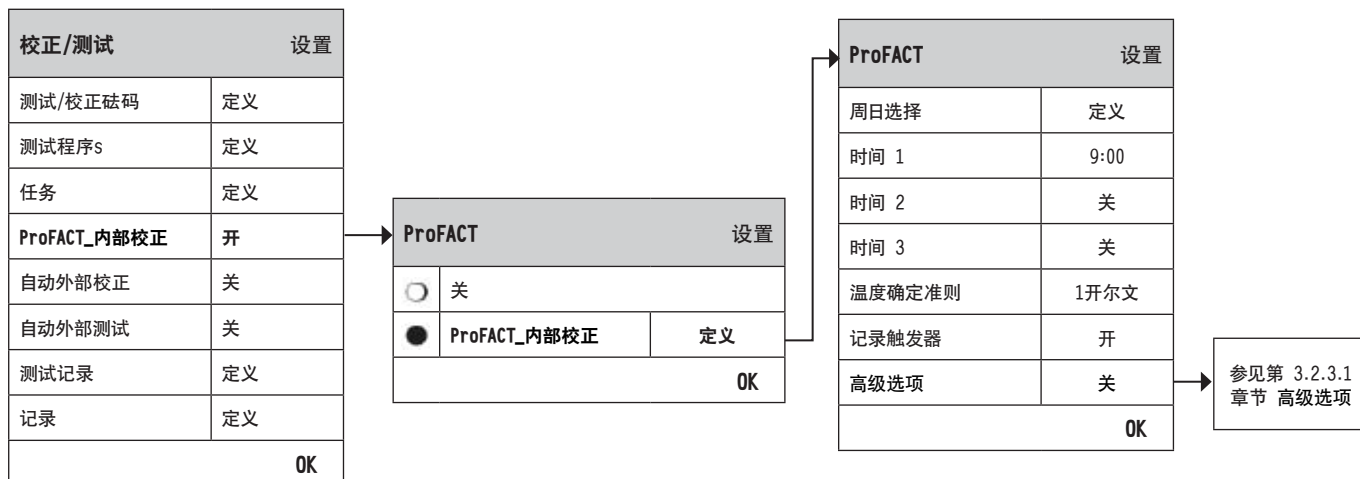 校正/测试 设置
测试/校正砝码 定义
测试程序s 定义
任务 定义
ProFACT_内部校正 开
自动外部校正 关
自动外部测试 关
测试记录 定义
记录 定义
OK
ProFACT 设置
关
ProFACT_内部校正 定义
OK
ProFACT 设置
周日选择 定义
时间 1 9:00
时间 2 关
时间 3 关
温度确定准则 1开尔文
记录触发器 开
高级选项 关
OK
参见第 3.2.3.1
章节 高级选项